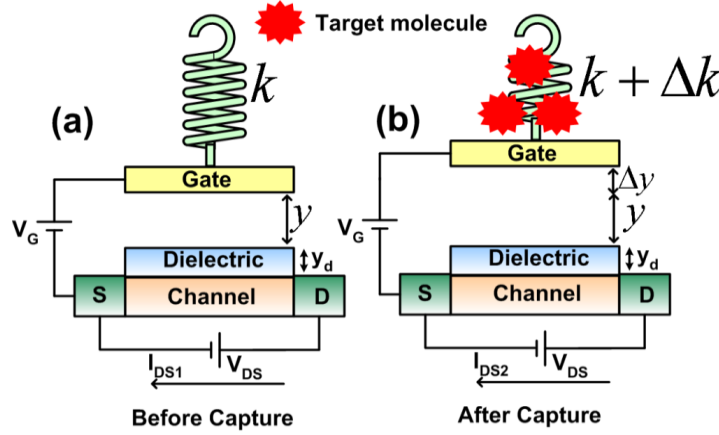 Target molecule
(a)
k
Gate
y
V_G
Dielectric
y_d
S
Channel
D
I_DS1
V_DS
Before Capture
(b)
k + Δk
Gate
Δy
y
V_G
Dielectric
y_d
S
Channel
D
I_DS2
V_DS
After Capture